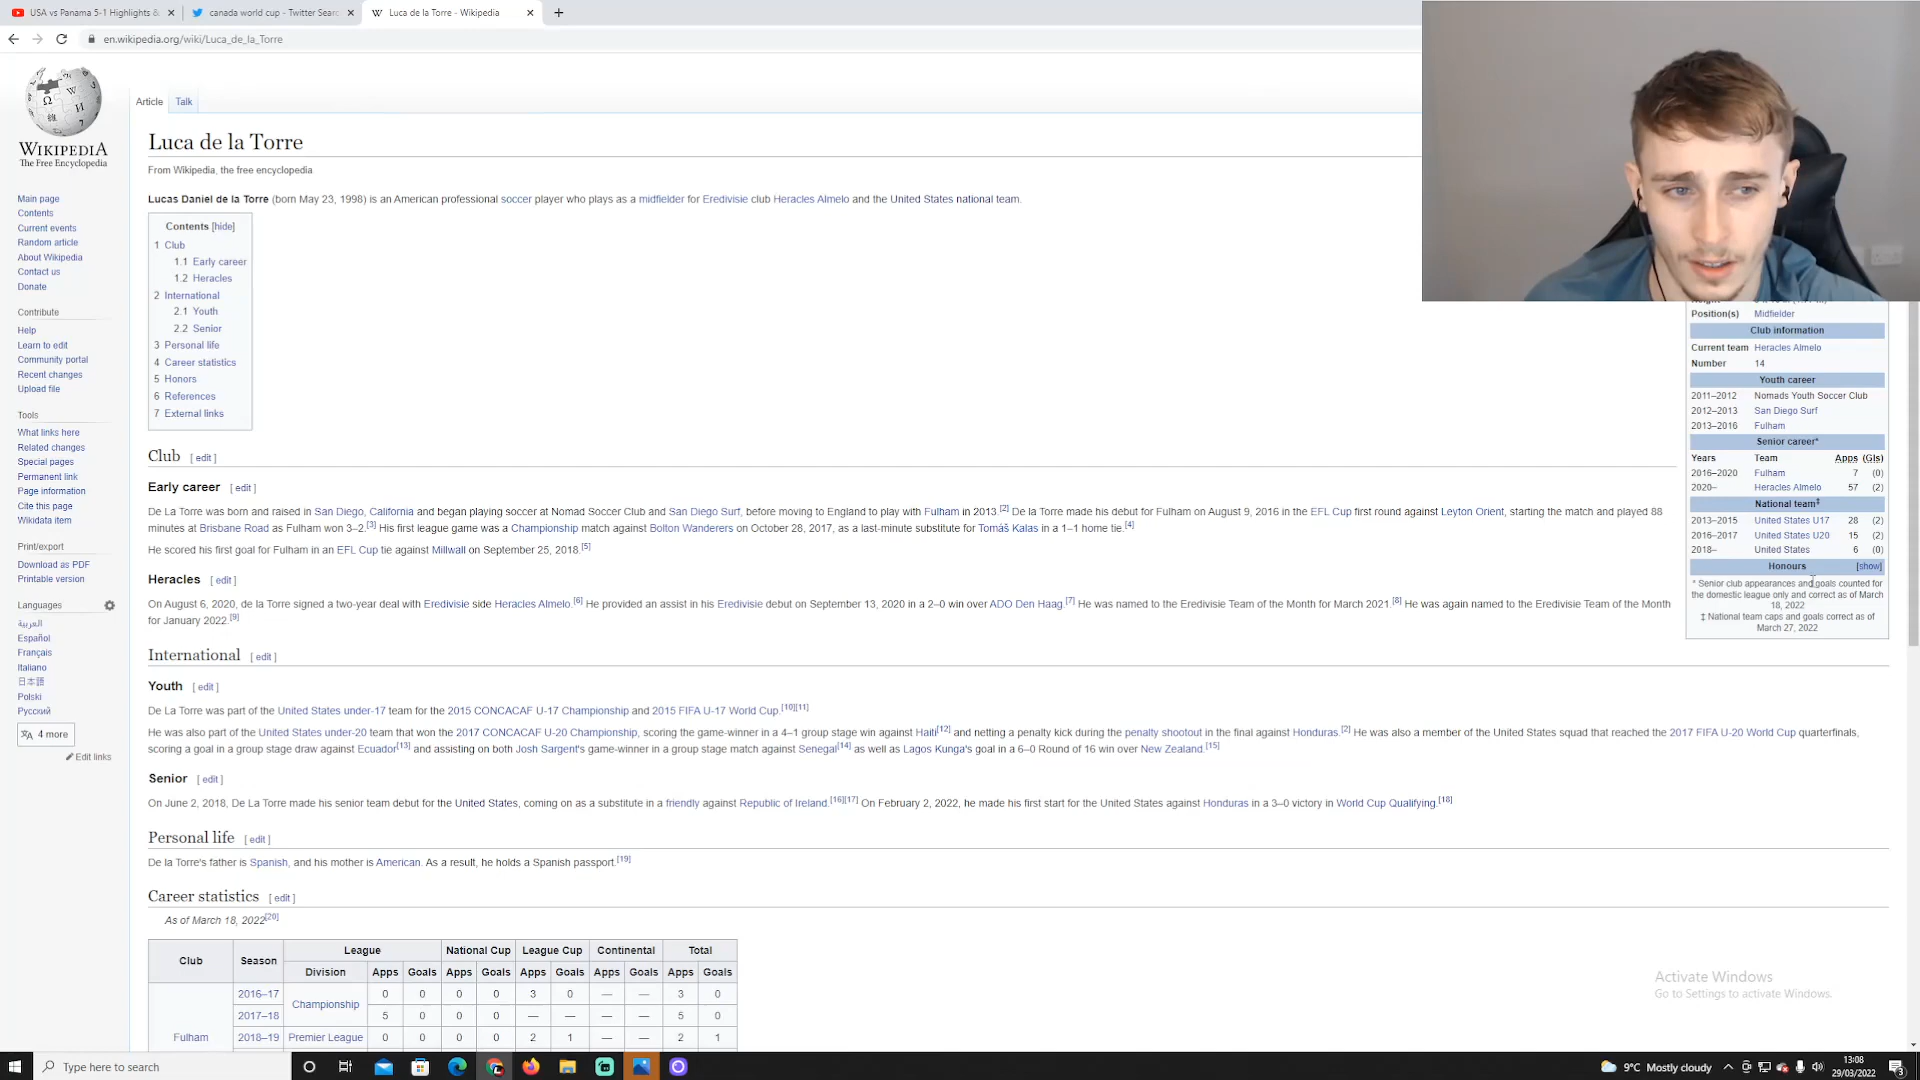 USA vs Panama 5-1 Highlights &
canada world cup - Twitter Searc
Luca de la Torre - Wikipedia
en.wikipedia.org/wiki/Luca_de_la_Torre
WIKIPEDIA
The Free Encyclopedia
Main page
Contents
Current events
Random article
About Wikipedia
Contact us
Donate
Contribute
Help
Learn to edit
Community portal
Recent changes
Upload file
Tools
What links here
Related changes
Special pages
Permanent link
Page information
Cite this page
Wikidata item
Print/export
Download as PDF
Printable version
Languages
العربية
Español
Français
Italiano
日本語
Polski
Русский
4 more
Edit links
Article Talk
Luca de la Torre
From Wikipedia, the free encyclopedia
Lucas Daniel de la Torre (born May 23, 1998) is an American professional soccer player who plays as a midfielder for Eredivisie club Heracles Almelo and the United States national team.
Contents [hide]
1 Club
1.1 Early career
1.2 Heracles
2 International
2.1 Youth
2.2 Senior
3 Personal life
4 Career statistics
5 Honors
6 References
7 External links
Position(s) Midfielder
Club information
Current team Heracles Almelo
Number 14
Youth career
2011–2012 Nomads Youth Soccer Club
2012–2013 San Diego Surf
2013–2016 Fulham
Senior career*
Years Team Apps (Gls)
2016–2020 Fulham 7 (0)
2020– Heracles Almelo 57 (2)
National team‡
2013–2015 United States U17 28 (2)
2016–2017 United States U20 15 (2)
2018– United States 6 (0)
Honours [show]
* Senior club appearances and goals counted for
the domestic league only and correct as of March
18, 2022
‡ National team caps and goals correct as of
March 27, 2022
Club [ edit ]
Early career [ edit ]
De La Torre was born and raised in San Diego, California and began playing soccer at Nomad Soccer Club and San Diego Surf, before moving to England to play with Fulham in 2013.[2] De la Torre made his debut for Fulham on August 9, 2016 in the EFL Cup first round against Leyton Orient, starting the match and played 88
minutes at Brisbane Road as Fulham won 3–2.[3] His first league game was a Championship match against Bolton Wanderers on October 28, 2017, as a last-minute substitute for Tomáš Kalas in a 1–1 home tie.[4]
He scored his first goal for Fulham in an EFL Cup tie against Millwall on September 25, 2018.[5]
Heracles [ edit ]
On August 6, 2020, de la Torre signed a two-year deal with Eredivisie side Heracles Almelo.[6] He provided an assist in his Eredivisie debut on September 13, 2020 in a 2–0 win over ADO Den Haag.[7] He was named to the Eredivisie Team of the Month for March 2021.[8] He was again named to the Eredivisie Team of the Month
for January 2022.[9]
International [ edit ]
Youth [ edit ]
De La Torre was part of the United States under-17 team for the 2015 CONCACAF U-17 Championship and 2015 FIFA U-17 World Cup.[10][11]
He was also part of the United States under-20 team that won the 2017 CONCACAF U-20 Championship, scoring the game-winner in a 4–1 group stage win against Haiti[12] and netting a penalty kick during the penalty shootout in the final against Honduras.[2] He was also a member of the United States squad that reached the 2017 FIFA U-20 World Cup quarterfinals,
scoring a goal in a group stage draw against Ecuador[13] and assisting on both Josh Sargent's game-winner in a group stage match against Senegal[14] as well as Lagos Kunga's goal in a 6–0 Round of 16 win over New Zealand.[15]
Senior [ edit ]
On June 2, 2018, De La Torre made his senior team debut for the United States, coming on as a substitute in a friendly against Republic of Ireland.[16][17] On February 2, 2022, he made his first start for the United States against Honduras in a 3–0 victory in World Cup Qualifying.[18]
Personal life [ edit ]
De la Torre's father is Spanish, and his mother is American. As a result, he holds a Spanish passport.[19]
Career statistics [ edit ]
As of March 18, 2022[20]
Club Season League National Cup League Cup Continental Total
Division Apps Goals Apps Goals Apps Goals Apps Goals Apps Goals
Fulham 2016–17 Championship 0 0 0 0 3 0 — — 3 0
2017–18 5 0 0 0 — — — — 5 0
2018–19 Premier League 0 0 0 0 2 1 — — 2 1
Activate Windows
Go to Settings to activate Windows.
Type here to search
9°C Mostly cloudy
13:08
29/03/2022
3